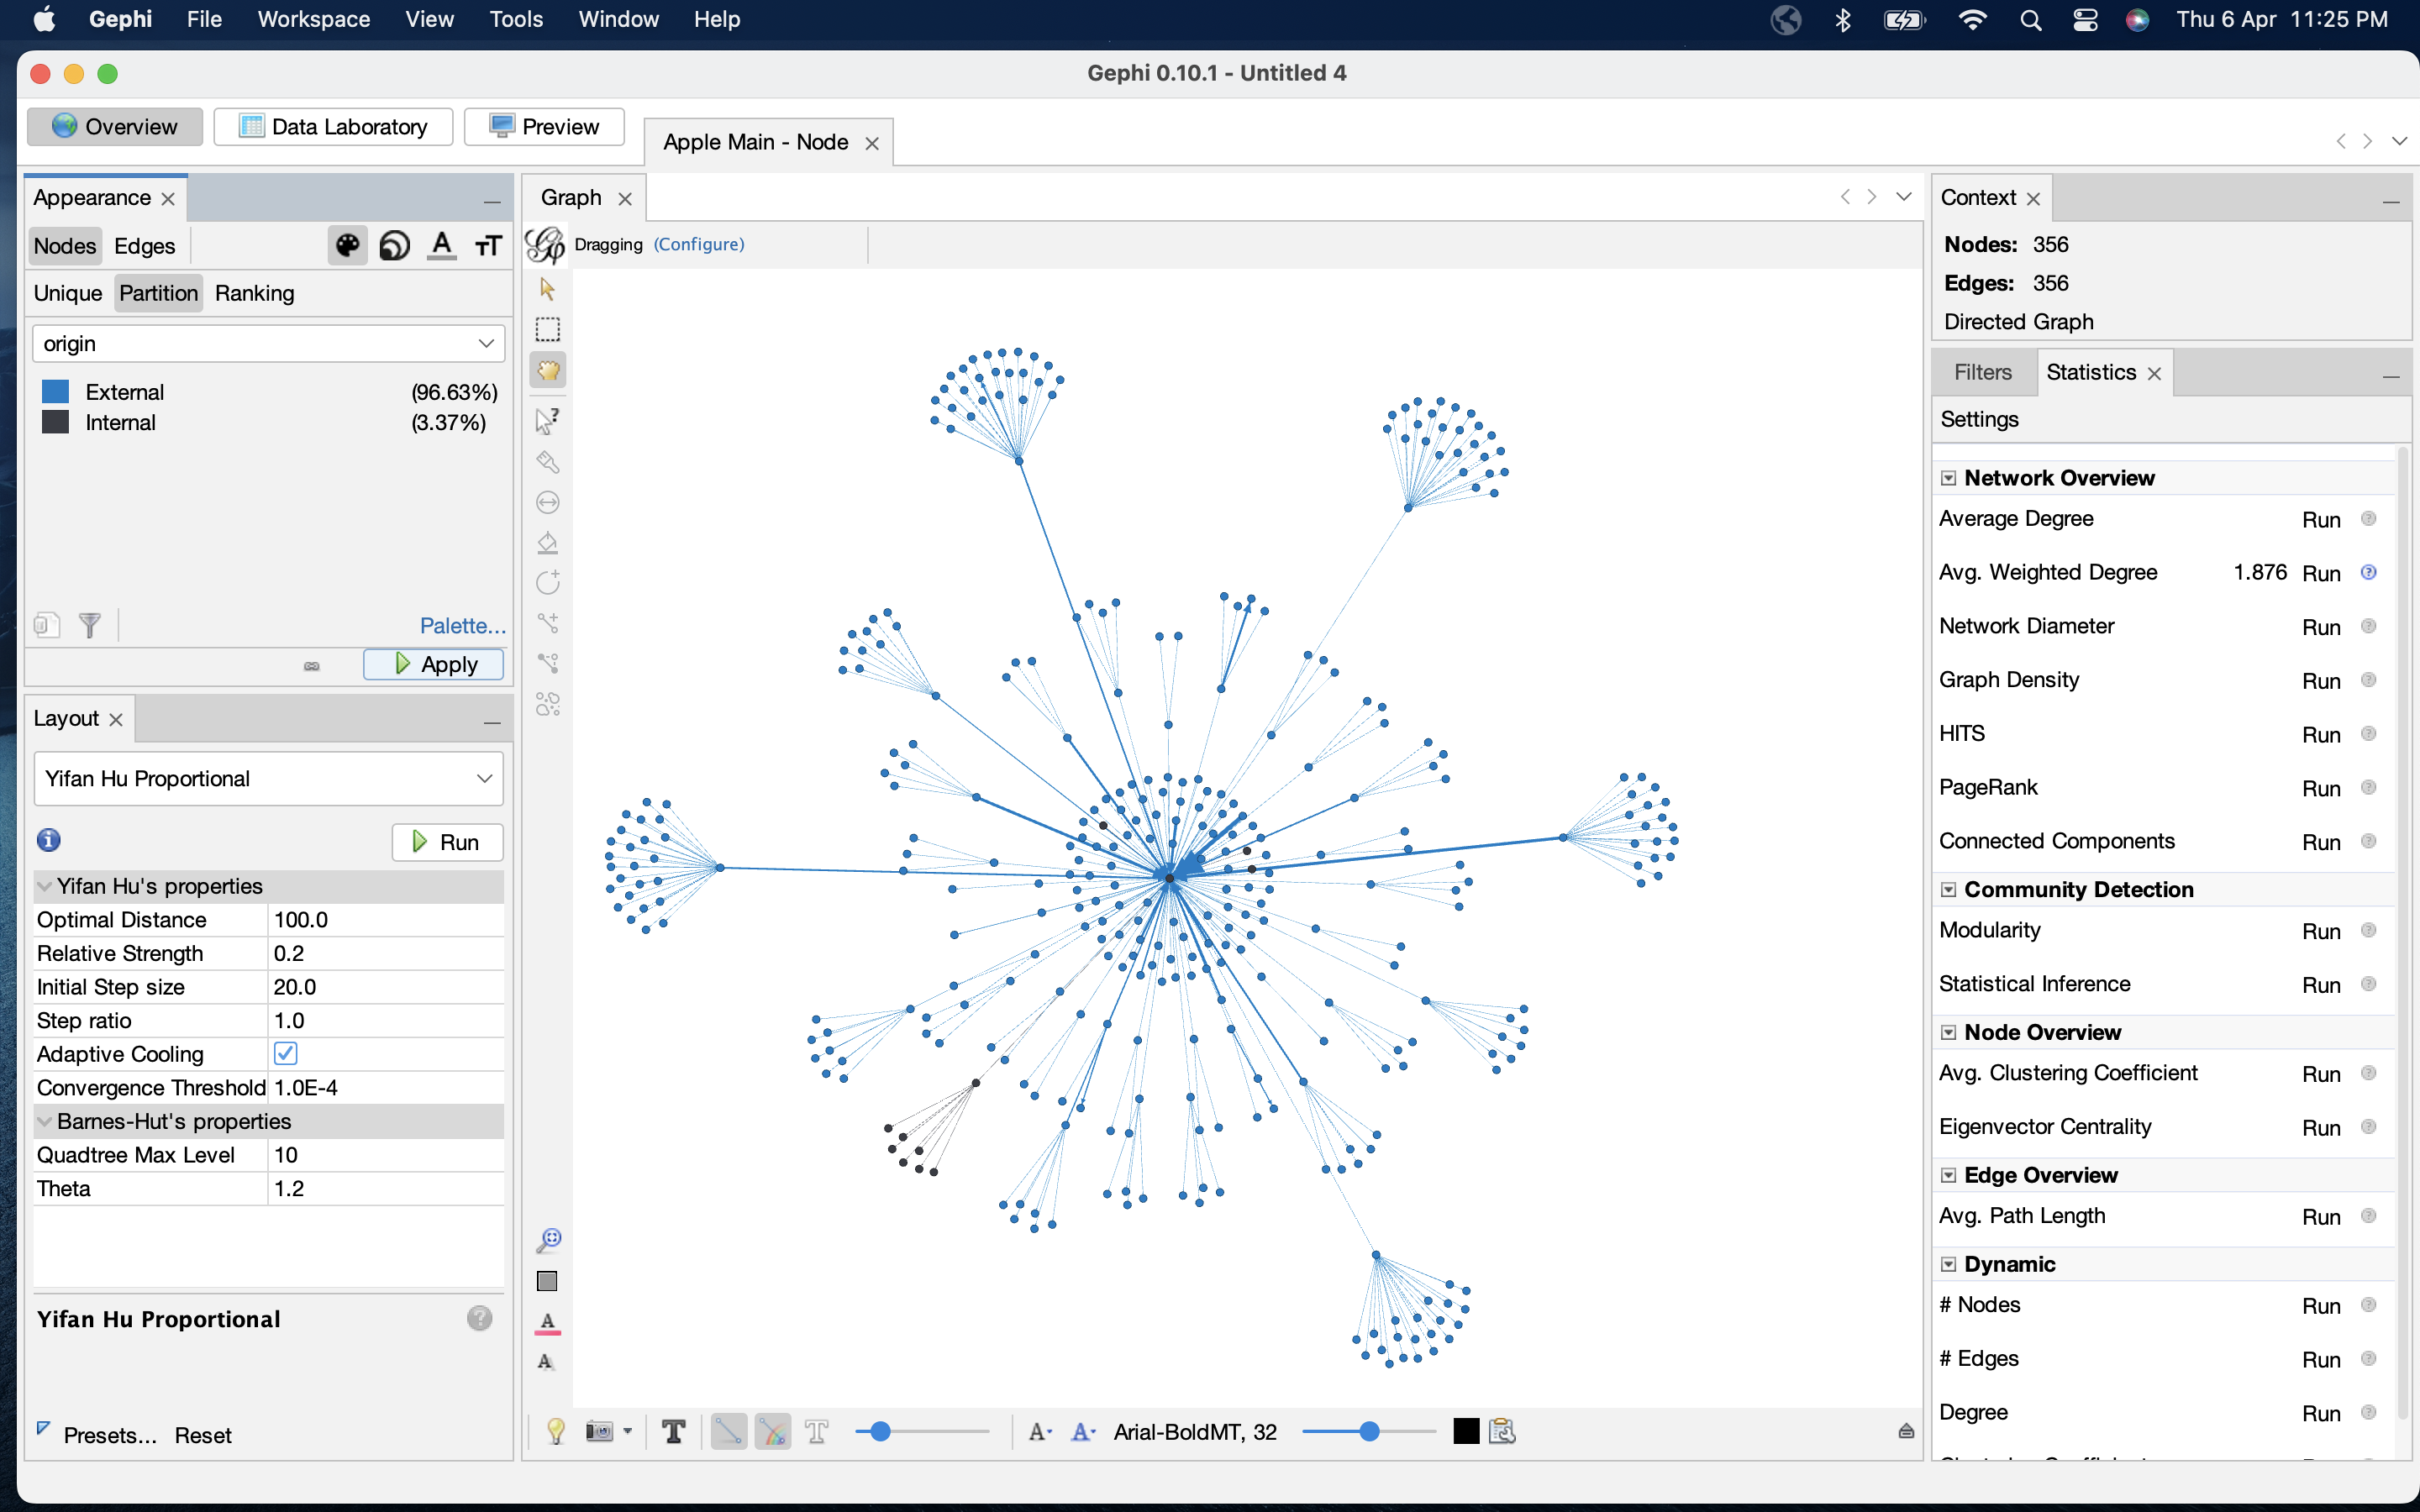 Gephi File Workspace View Tools Window Help Thu 6 Apr 11:25 PM
Gephi 0.10.1 - Untitled 4
Overview Data Laboratory Preview Apple Main - Node
Appearance
Nodes Edges A TT
Unique Partition Ranking
origin
External (96.63%)
Internal (3.37%)
Palette...
Apply
Layout
Yifan Hu Proportional
Run
Yifan Hu's properties
Optimal Distance 100.0
Relative Strength 0.2
Initial Step size 20.0
Step ratio 1.0
Adaptive Cooling
Convergence Threshold 1.0E-4
Barnes-Hut's properties
Quadtree Max Level 10
Theta 1.2
Yifan Hu Proportional
Presets... Reset
Graph
Dragging (Configure)
A
A
T T A A Arial-BoldMT, 32
Context
Nodes: 356
Edges: 356
Directed Graph
Filters Statistics
Settings
Network Overview
Average Degree Run
Avg. Weighted Degree 1.876 Run
Network Diameter Run
Graph Density Run
HITS Run
PageRank Run
Connected Components Run
Community Detection
Modularity Run
Statistical Inference Run
Node Overview
Avg. Clustering Coefficient Run
Eigenvector Centrality Run
Edge Overview
Avg. Path Length Run
Dynamic
# Nodes Run
# Edges Run
Degree Run